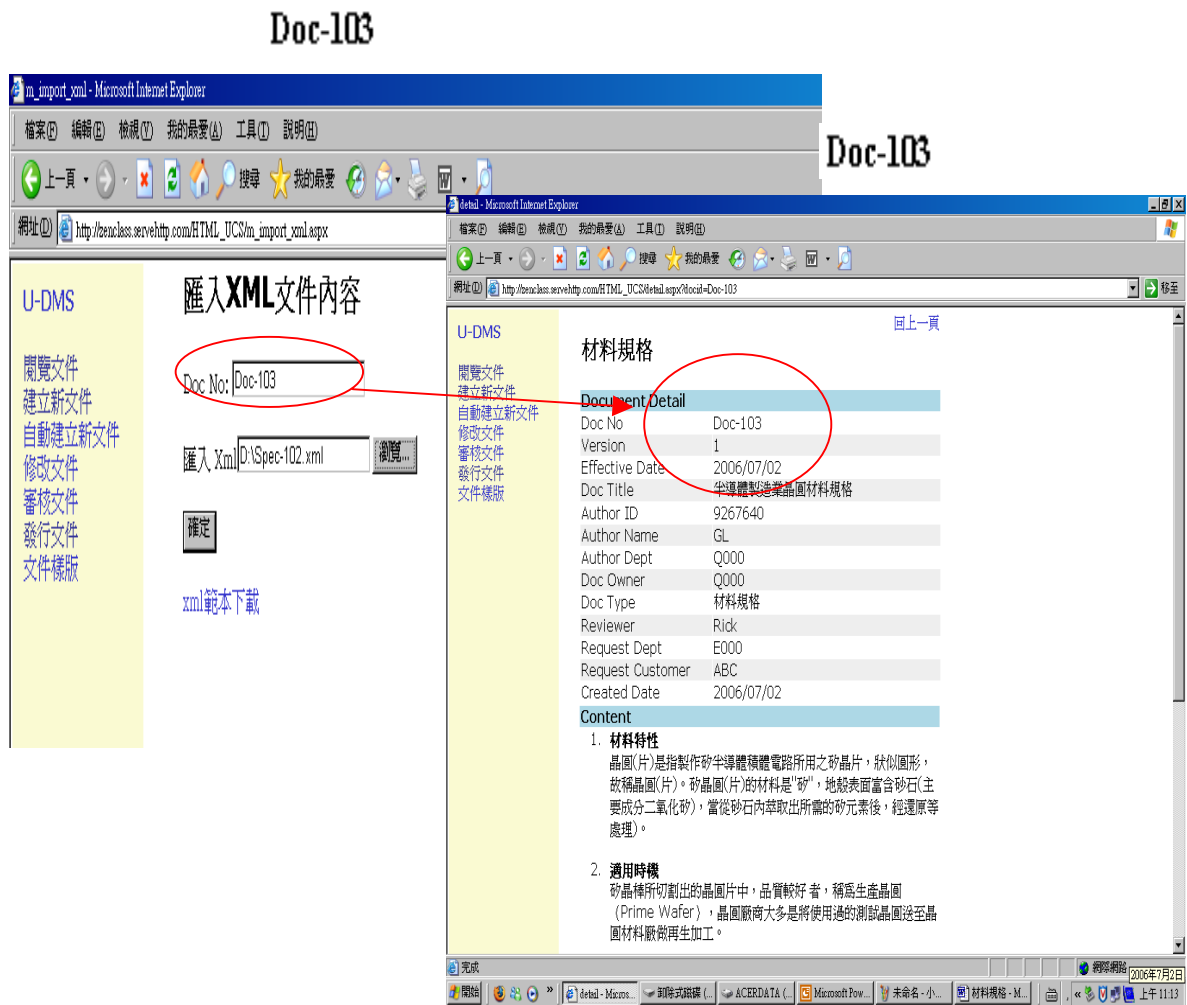 Doc-103
m_import_xml - Microsoft Internet Explorer
檔案(F) 編輯(E) 檢視(V) 我的最愛(A) 工具(T) 說明(H)
上一頁 搜尋 我的最愛
網址(D) http://zenclass.servehttp.com/HTML_UCS/m_import_xml.aspx
U-DMS
閱覽文件
建立新文件
自動建立新文件
修改文件
審核文件
發行文件
文件樣版
匯入XML文件內容
Doc No: Doc-103
匯入 Xml D:\Spec-102.xml 瀏覽...
確定
xml範本下載
Doc-103
detail - Microsoft Internet Explorer
檔案(F) 編輯(E) 檢視(V) 我的最愛(A) 工具(T) 說明(H)
上一頁 搜尋 我的最愛
網址(D) http://zenclass.servehttp.com/HTML_UCS/detail.aspx?docid=Doc-103 移至
U-DMS
閱覽文件
建立新文件
自動建立新文件
修改文件
審核文件
發行文件
文件樣版
回上一頁
材料規格
Document Detail
Doc No Doc-103
Version 1
Effective Date 2006/07/02
Doc Title 半導體製造業晶圓材料規格
Author ID 9267640
Author Name GL
Author Dept Q000
Doc Owner Q000
Doc Type 材料規格
Reviewer Rick
Request Dept E000
Request Customer ABC
Created Date 2006/07/02
Content
1. 材料特性
晶圓(片)是指製作矽半導體積體電路所用之矽晶片，狀似圓形，
故稱晶圓(片)。矽晶圓(片)的材料是"矽"，地殼表面富含矽石(主
要成分二氧化矽)，當從矽石內萃取出所需的矽元素後，經還原等
處理)。
2. 適用時機
矽晶棒所切割出的晶圓片中，品質較好 者，稱為生產晶圓
（Prime Wafer），晶圓廠商大多是將使用過的測試晶圓送至晶
圓材料廠做再生加工。
完成 網際網路
2006年7月2日
開始 » detail - Micros... 卸除式磁碟 (... ACERDATA (... Microsoft Pow... 未命名 - 小... 材料規格 - M... « 上午 11:13